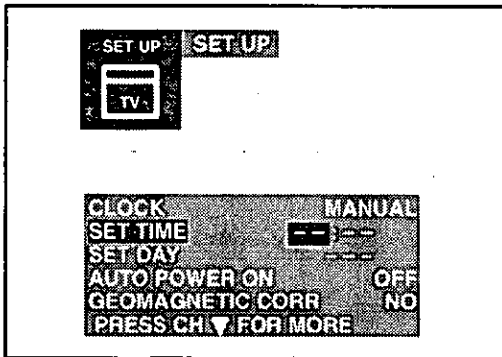 SET UP SET UP
TV
CLOCK MANUAL
SET TIME -- : --
SET DAY ---
AUTO POWER ON OFF
GEOMAGNETIC CORR NO
PRESS CH ▼ FOR MORE